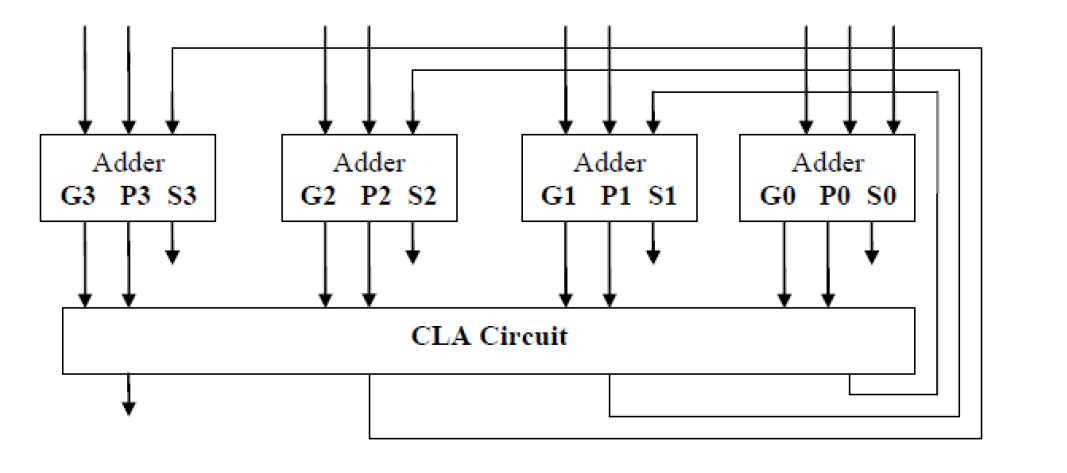 Adder
G3 P3 S3
Adder
G2 P2 S2
Adder
G1 P1 S1
Adder
G0 P0 S0
CLA Circuit